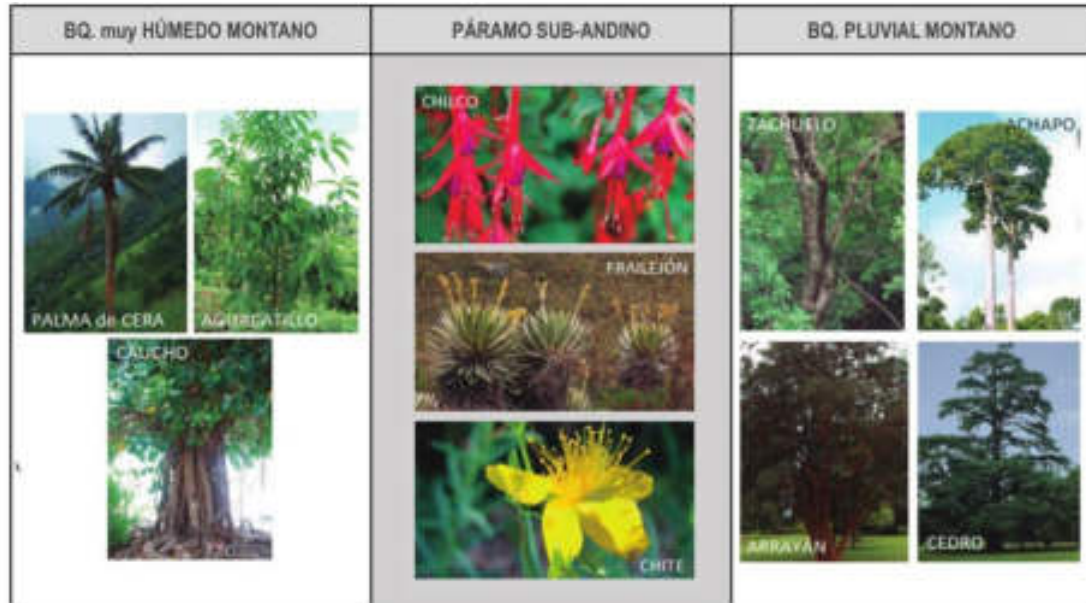 BQ. muy HÚMEDO MONTANO
PÁRAMO SUB-ANDINO
BQ. PLUVIAL MONTANO
PALMA de CERA
AGUACATILLO
CAUCHO
CHILCO
FRAILEJÓN
CHITE
TACHUELO
ACHAPO
ARRAYÁN
CEDRO